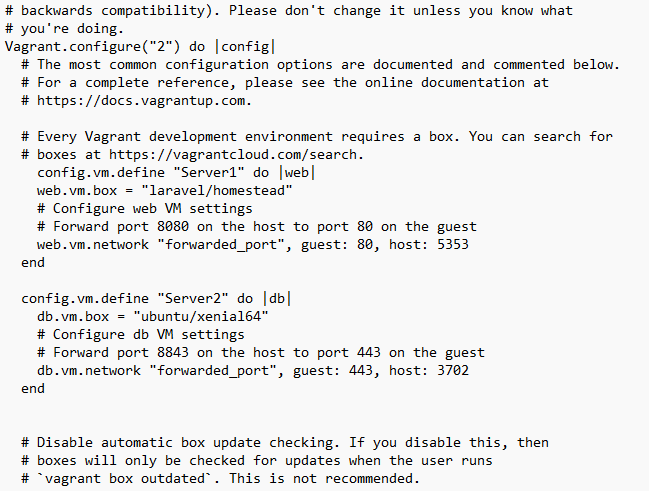 # backwards compatibility). Please don't change it unless you know what
# you're doing.
Vagrant.configure("2") do |config|
  # The most common configuration options are documented and commented below.
  # For a complete reference, please see the online documentation at
  # https://docs.vagrantup.com.

  # Every Vagrant development environment requires a box. You can search for
  # boxes at https://vagrantcloud.com/search.
    config.vm.define "Server1" do |web|
    web.vm.box = "laravel/homestead"
    # Configure web VM settings
    # Forward port 8080 on the host to port 80 on the guest
    web.vm.network "forwarded_port", guest: 80, host: 5353
  end

  config.vm.define "Server2" do |db|
    db.vm.box = "ubuntu/xenial64"
    # Configure db VM settings
    # Forward port 8843 on the host to port 443 on the guest
    db.vm.network "forwarded_port", guest: 443, host: 3702
  end


  # Disable automatic box update checking. If you disable this, then
  # boxes will only be checked for updates when the user runs
  # `vagrant box outdated`. This is not recommended.